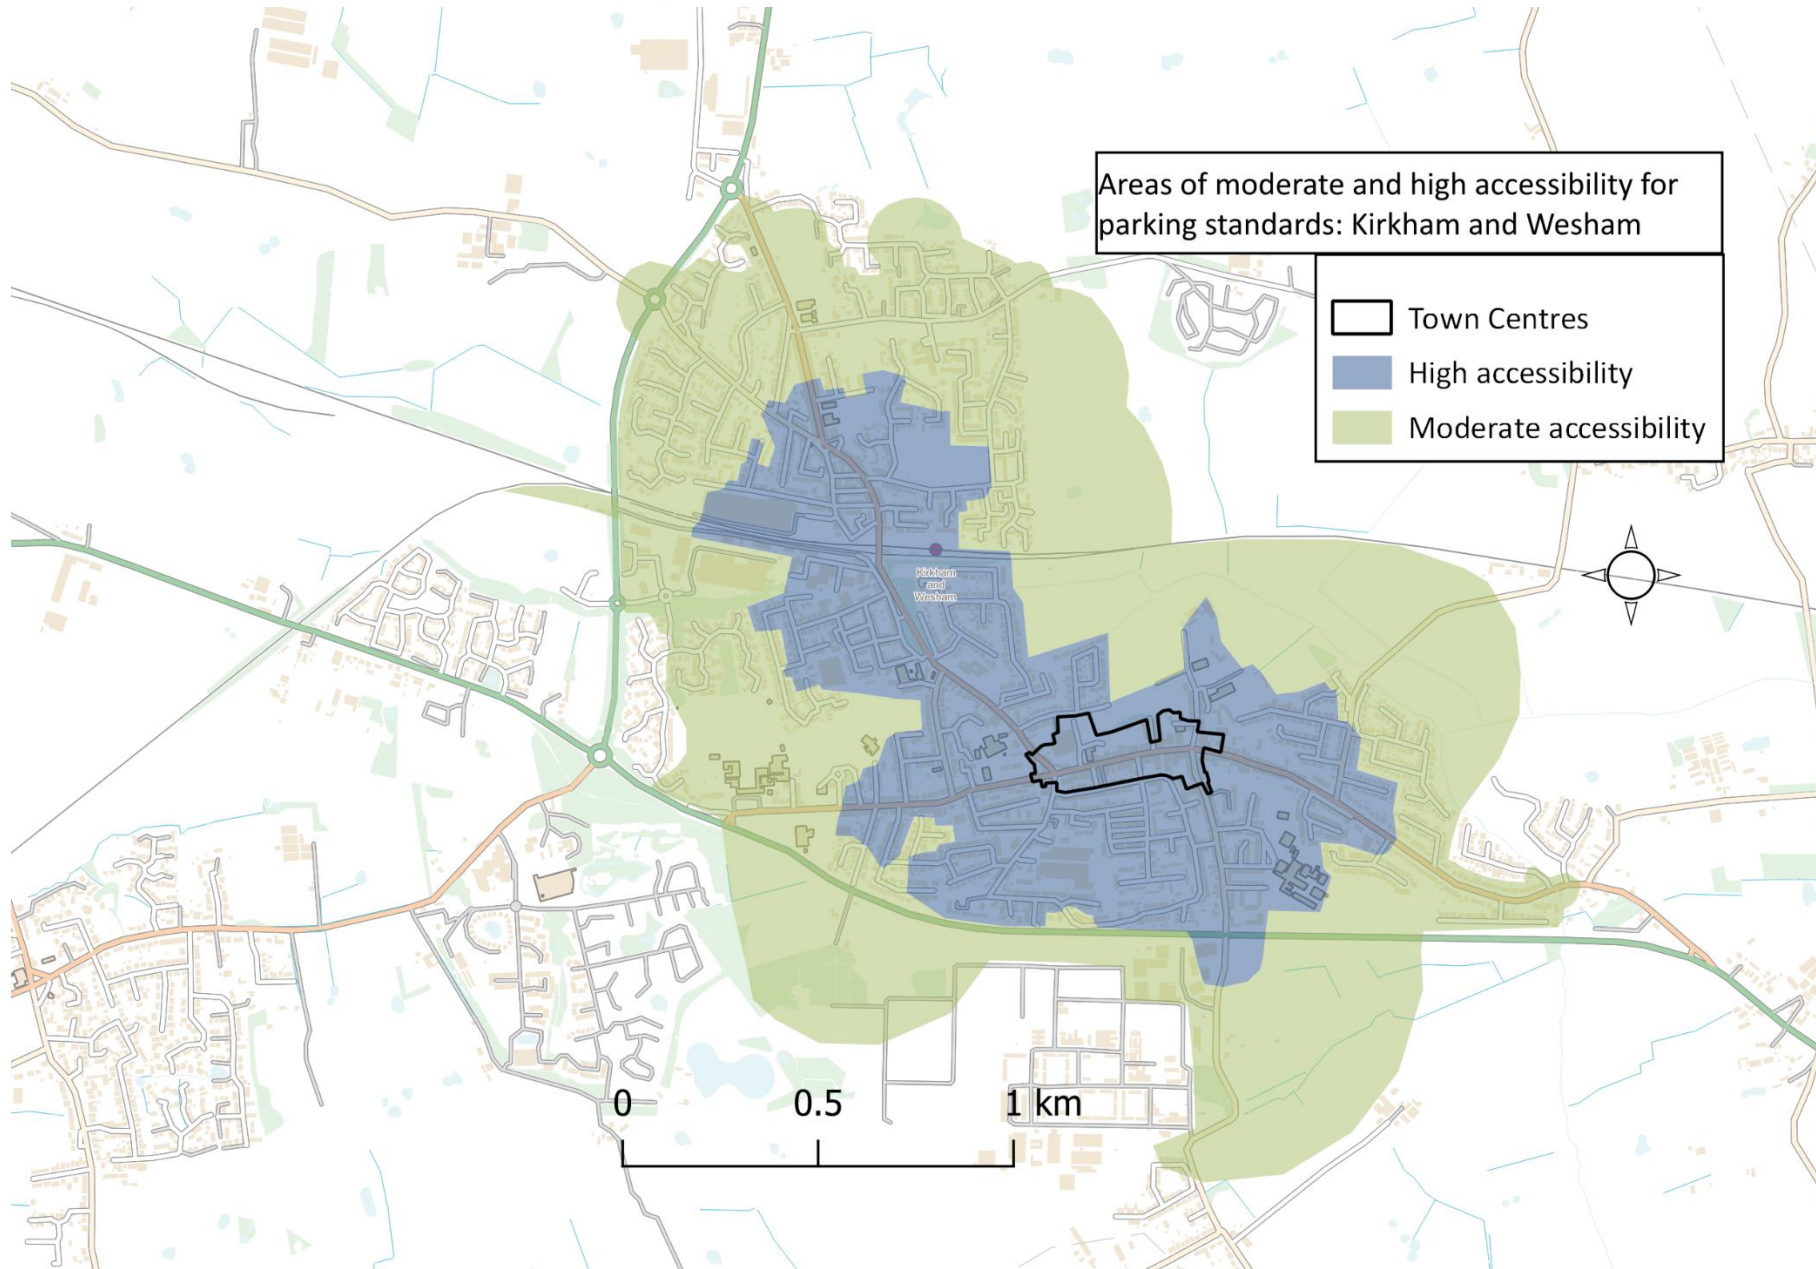 Areas of moderate and high accessibility for
parking standards: Kirkham and Wesham
Town Centres
High accessibility
Moderate accessibility
Kirkham
and
Wesham
0 0.5 1 km